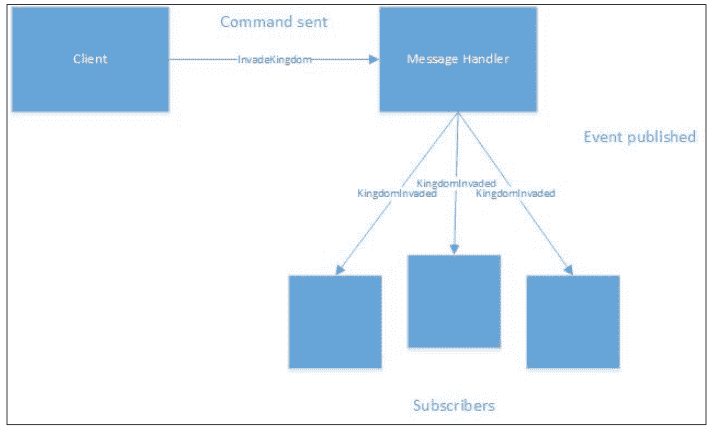 Command sent
Client
InvadeKingdom
Message Handler
Event published
KingdomInvaded
KingdomInvaded
KingdomInvaded
Subscribers